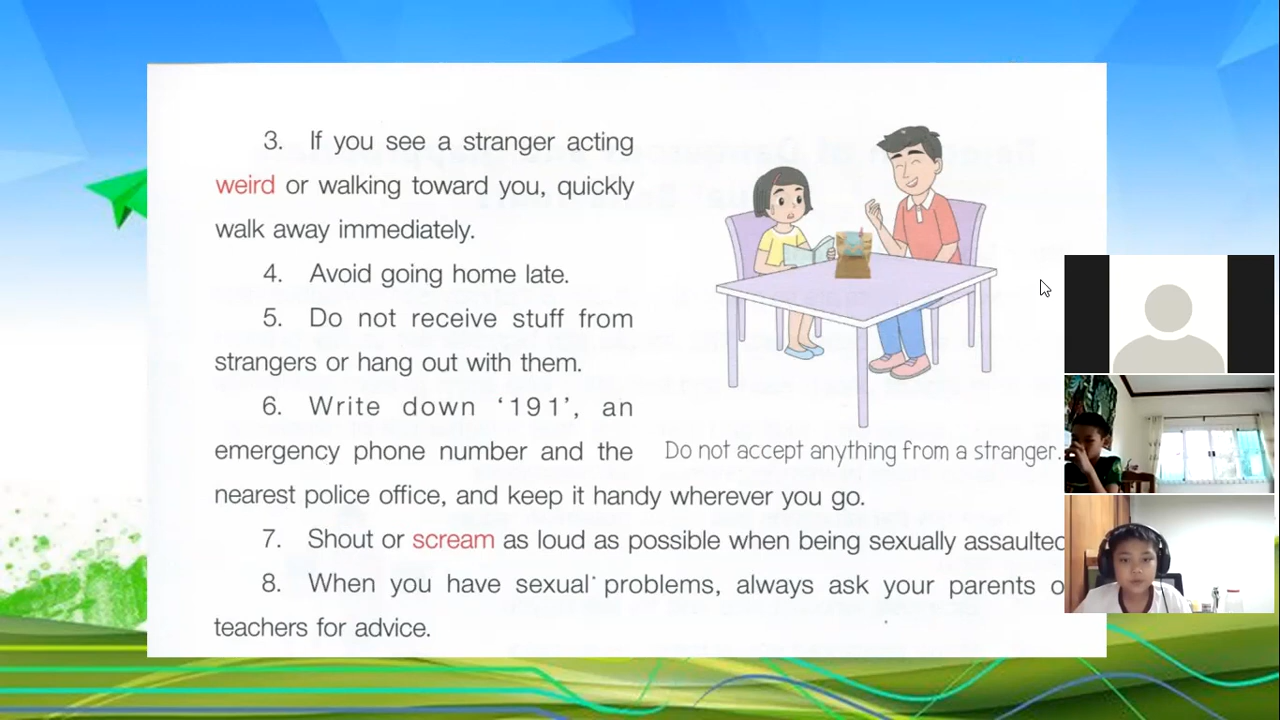 3. If you see a stranger acting
weird or walking toward you, quickly
walk away immediately.
4. Avoid going home late.
5. Do not receive stuff from
strangers or hang out with them.
6. Write down ‘191’, an
emergency phone number and the
nearest police office, and keep it handy wherever you go.
7. Shout or scream as loud as possible when being sexually assaulted
8. When you have sexual problems, always ask your parents o
teachers for advice.
Do not accept anything from a stranger.